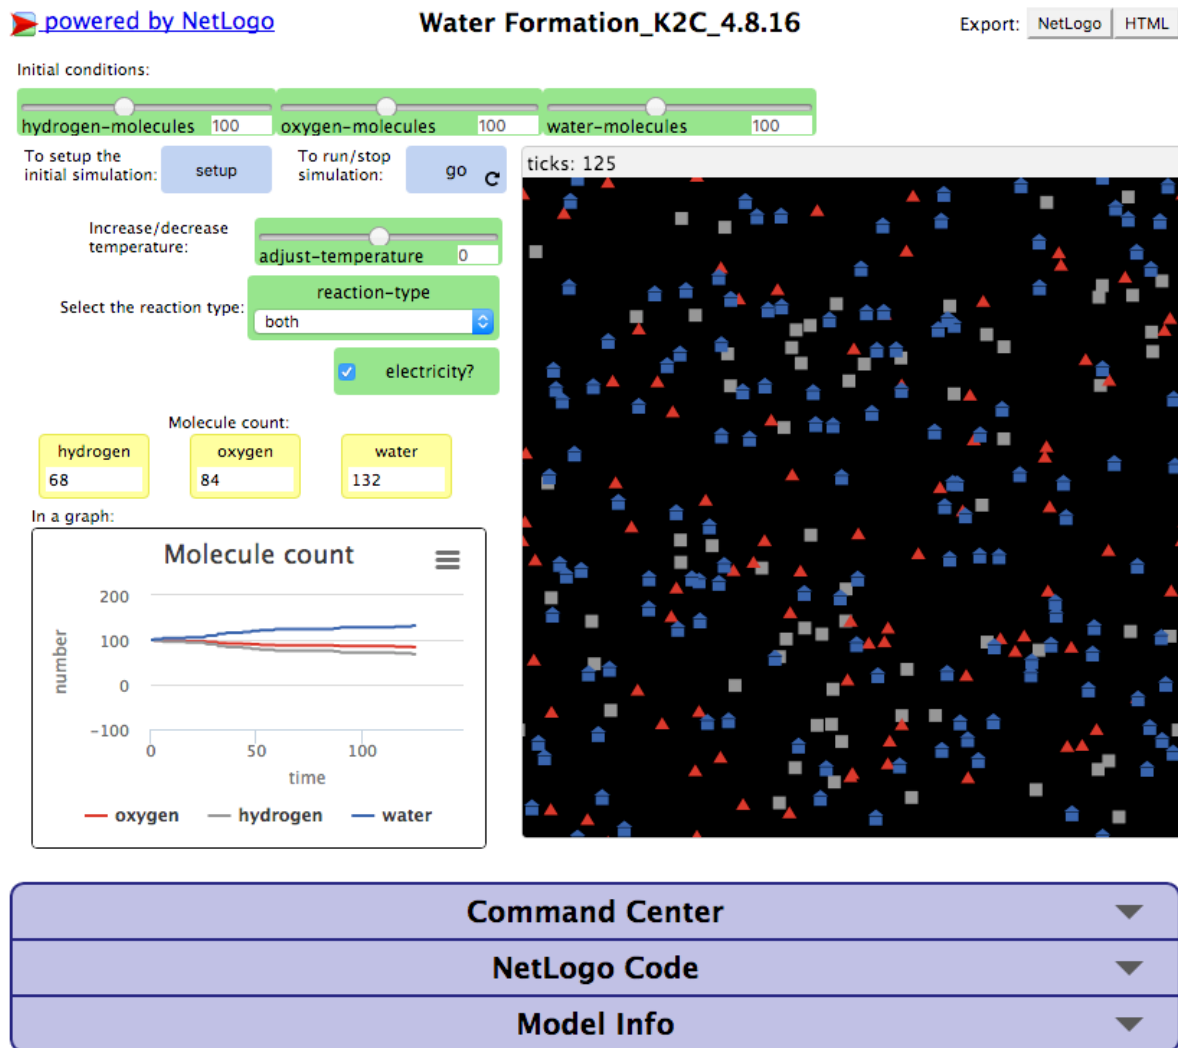 powered by NetLogo
Water Formation_K2C_4.8.16
Export: NetLogo HTML
Initial conditions:
hydrogen-molecules 100
oxygen-molecules 100
water-molecules 100
To setup the
initial simulation:
setup
To run/stop
simulation:
go
ticks: 125
Increase/decrease
temperature:
adjust-temperature 0
Select the reaction type:
reaction-type
both
electricity?
Molecule count:
hydrogen
68
oxygen
84
water
132
In a graph:
Molecule count
200
100
0
-100
number
0 50 100
time
oxygen hydrogen water
Command Center
NetLogo Code
Model Info